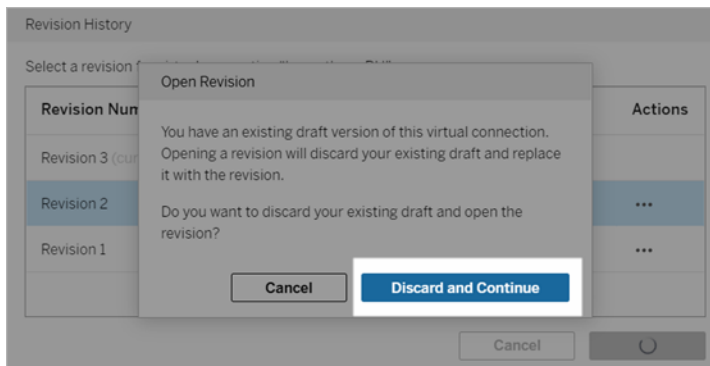 Revision History
Select a revision
Open Revision
Revision Num
Actions
You have an existing draft version of this virtual connection.
Opening a revision will discard your existing draft and replace
it with the revision.
Revision 3 (cur
Revision 2
•••
Do you want to discard your existing draft and open the
revision?
Revision 1
•••
Cancel Discard and Continue
Cancel